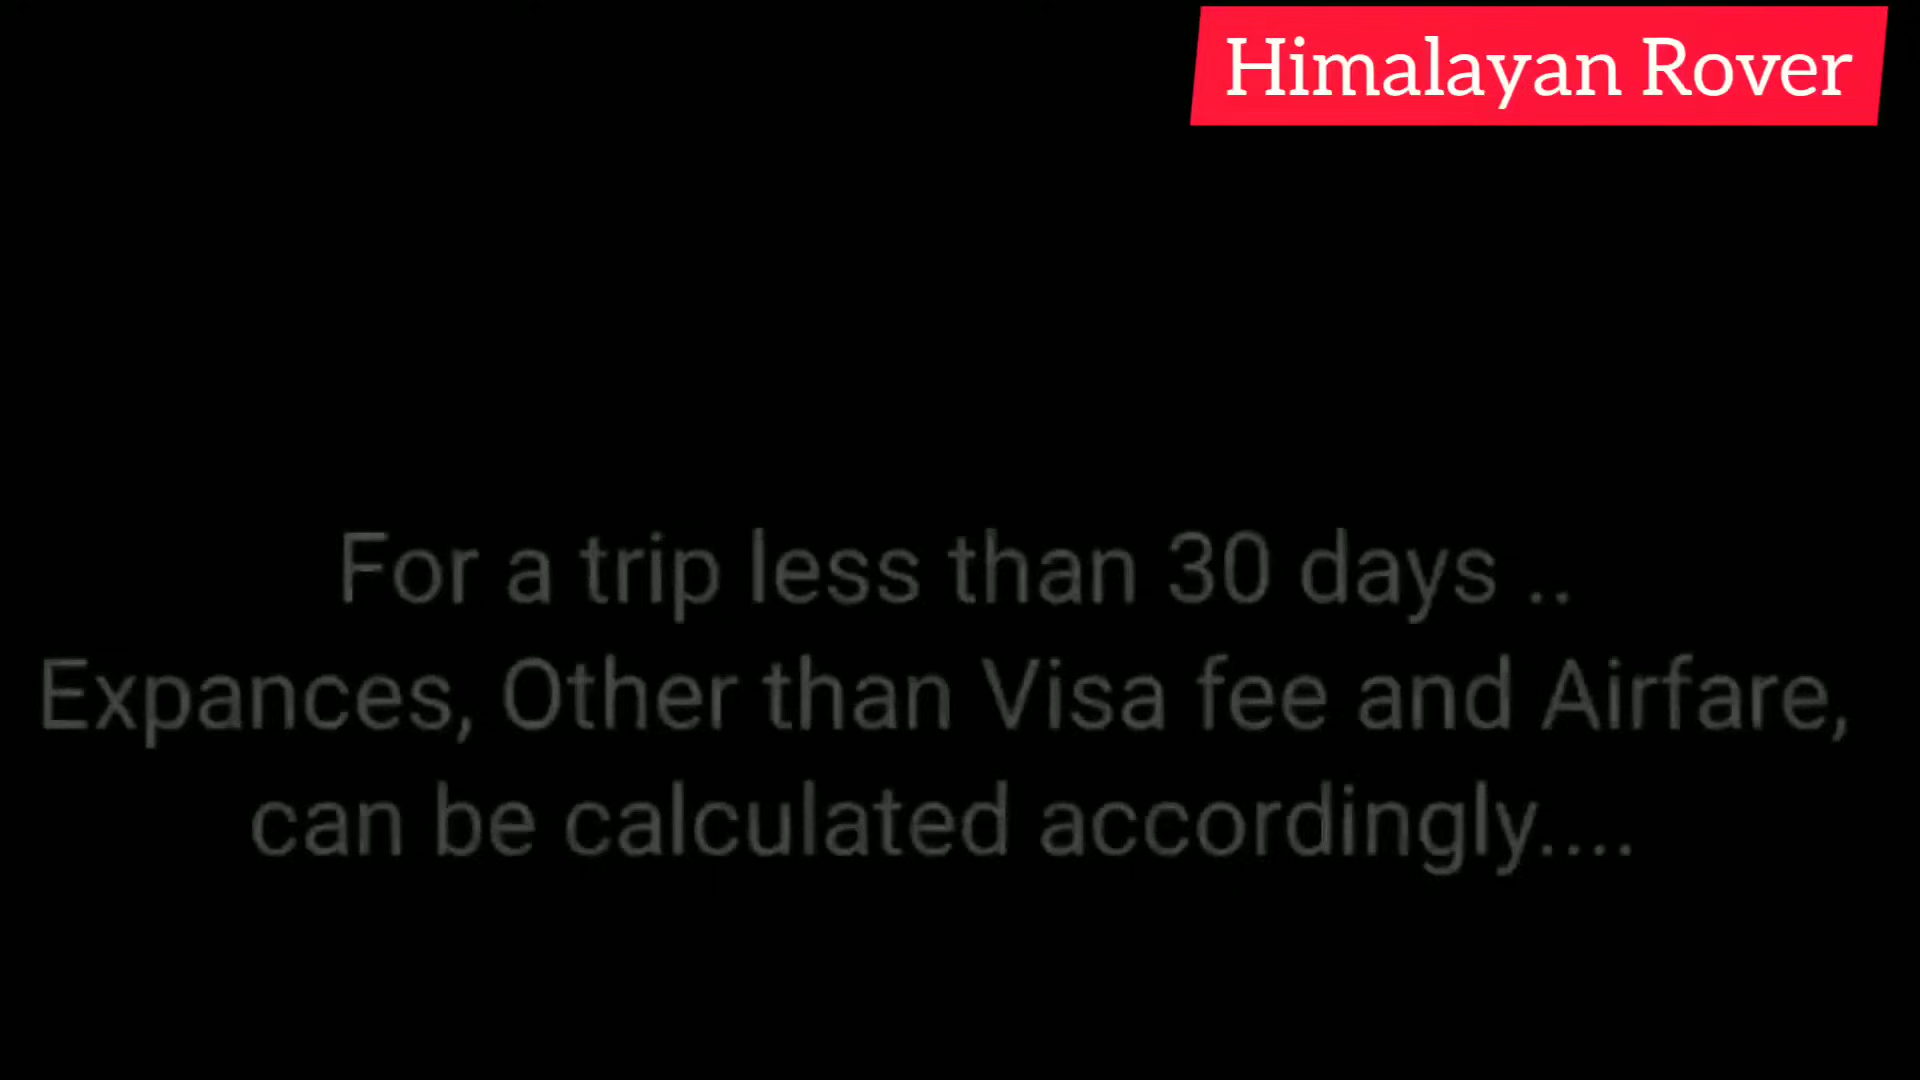 Himalayan Rover
For a trip less than 30 days ..
Expances, Other than Visa fee and Airfare,
can be calculated accordingly....